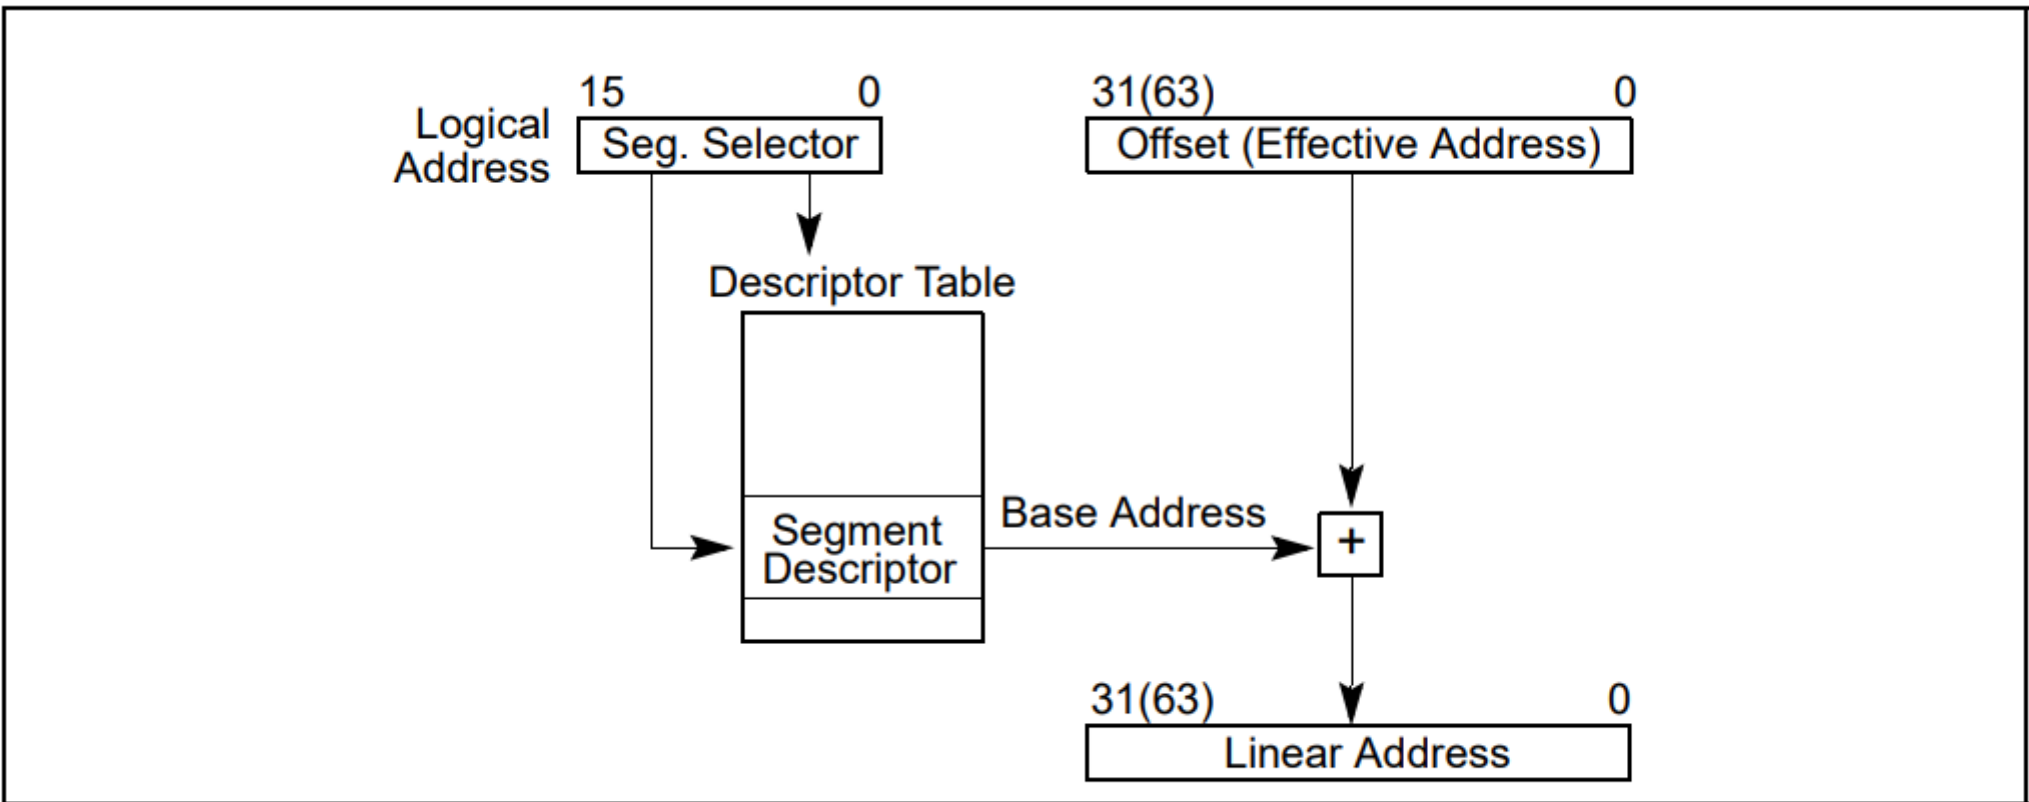 15 0
31(63) 0
Logical
Address
Seg. Selector
Offset (Effective Address)
Descriptor Table
Segment
Descriptor
Base Address
+
31(63) 0
Linear Address